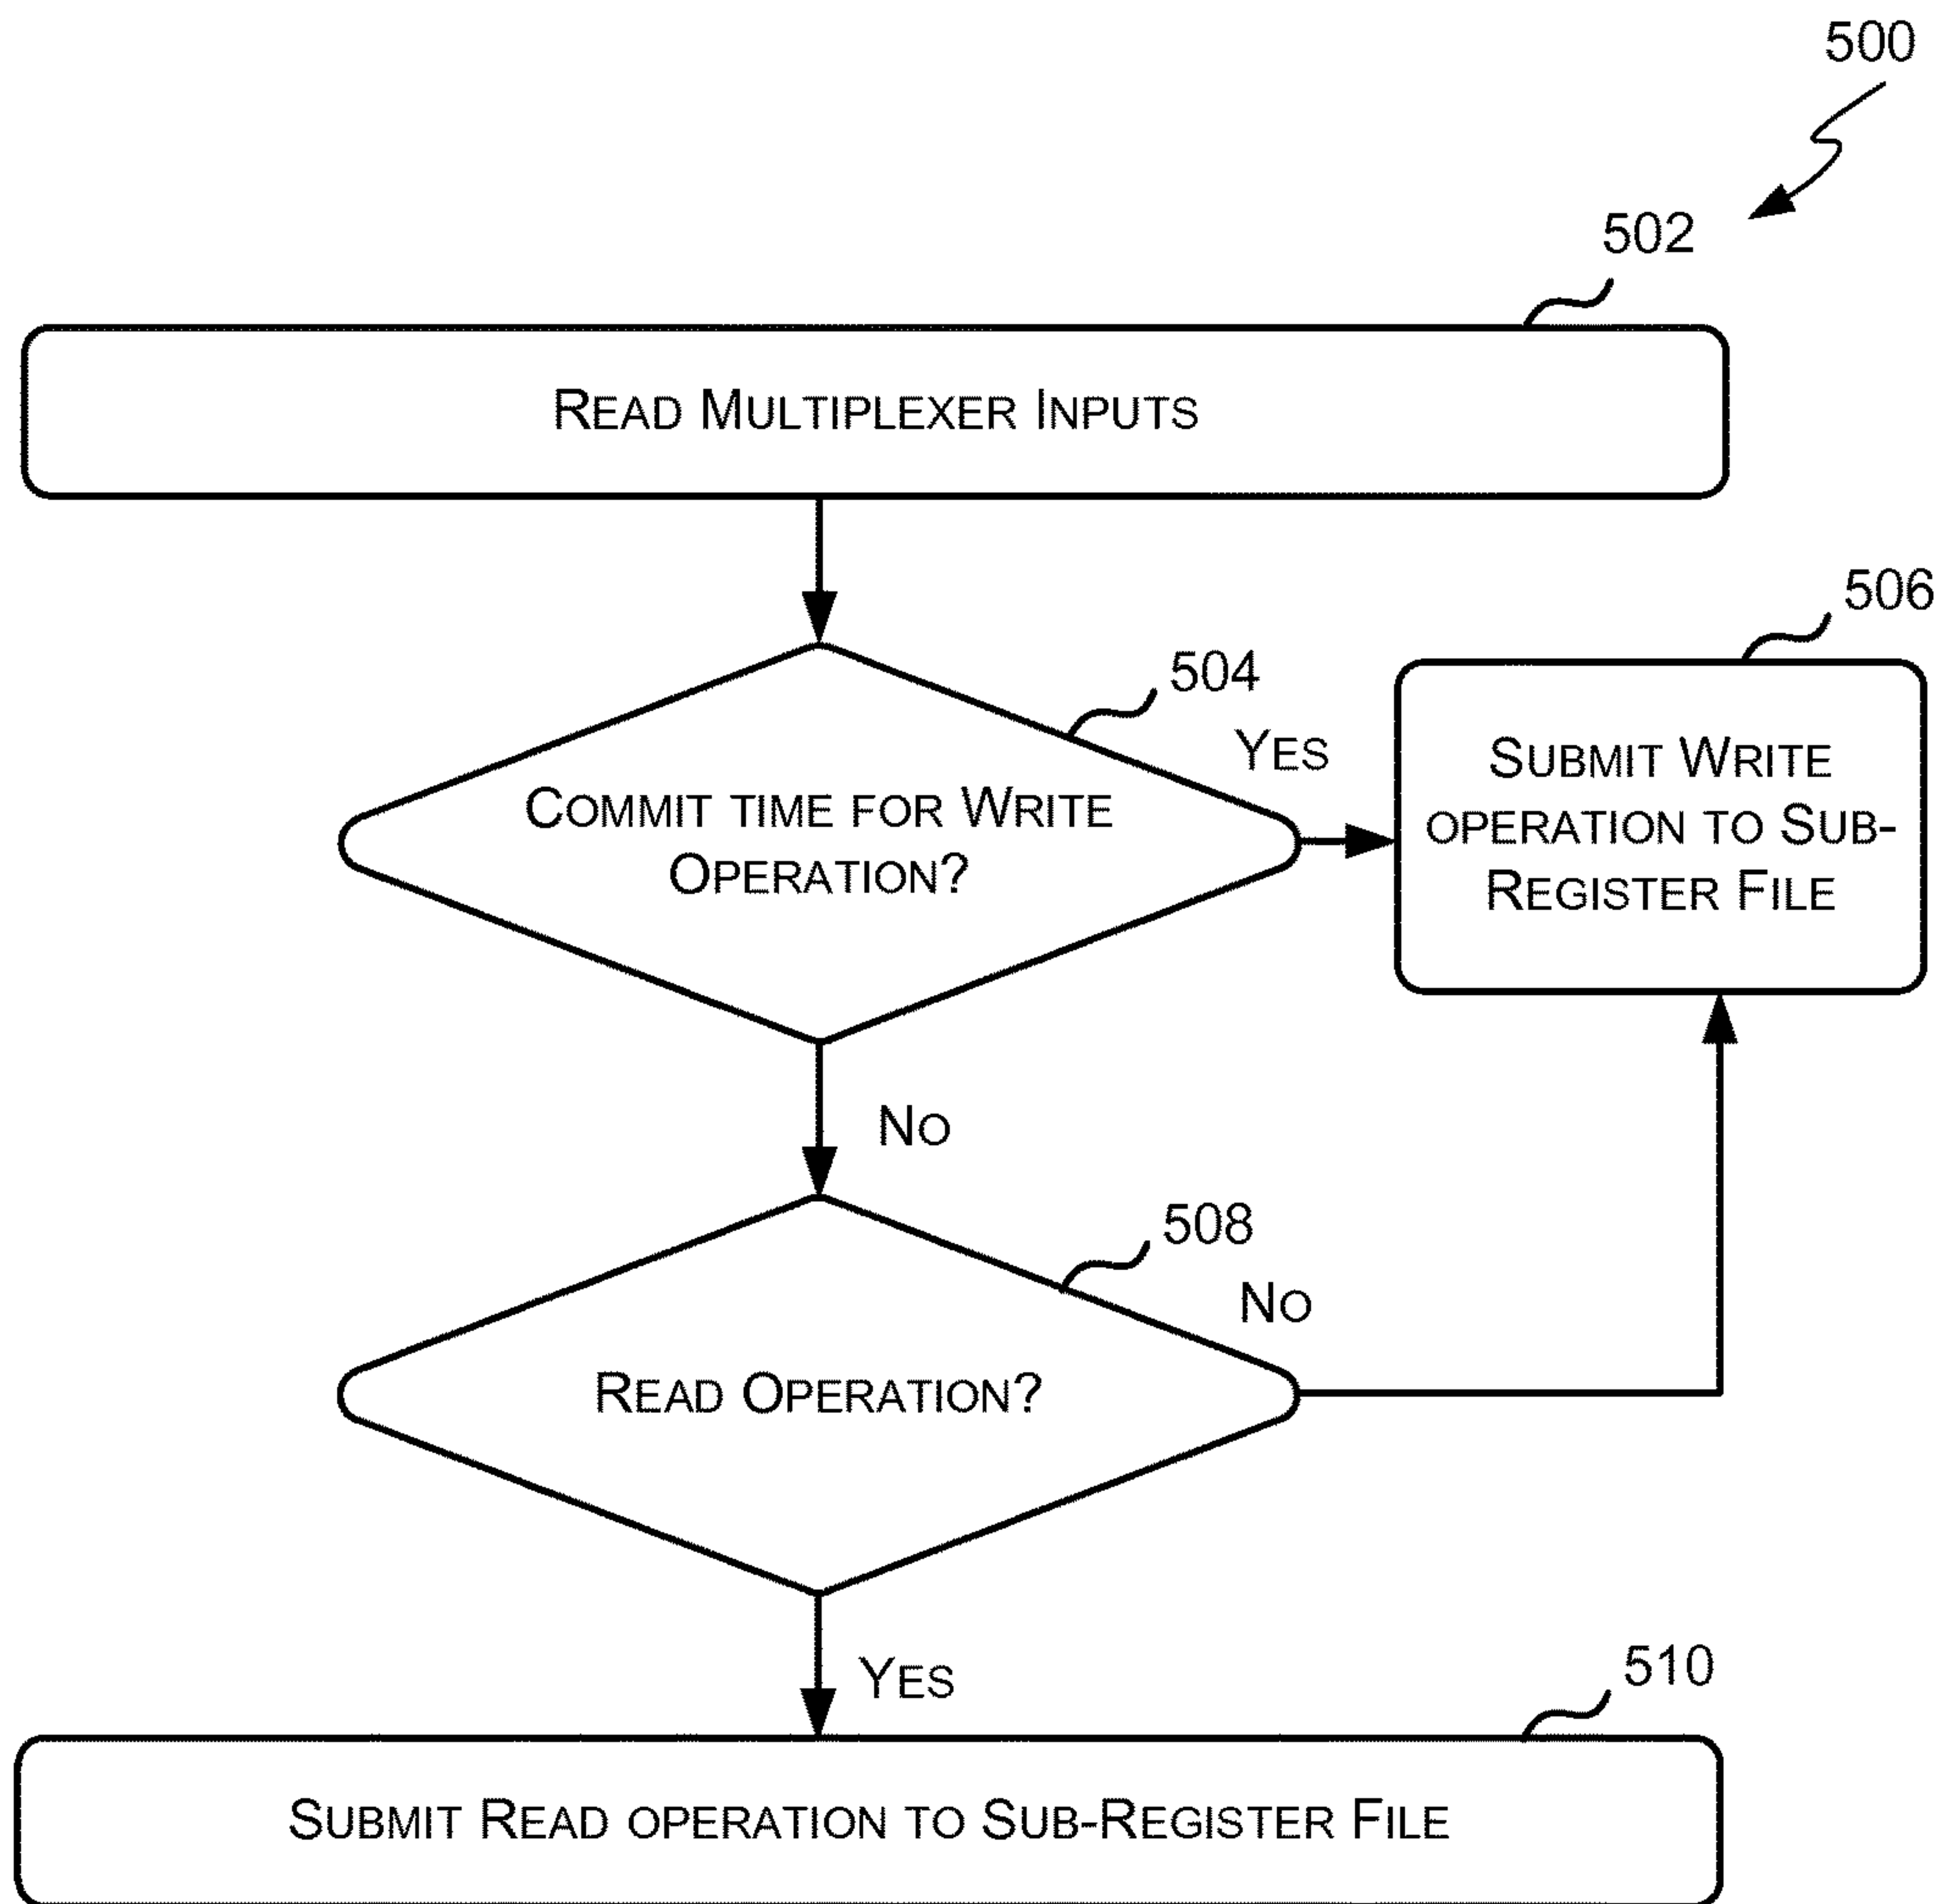 500
502
Read Multiplexer Inputs
504
506
Yes
Submit Write
operation to Sub-
Register File
Commit time for Write
Operation?
No
508
No
Read Operation?
Yes
510
Submit Read operation to Sub-Register File